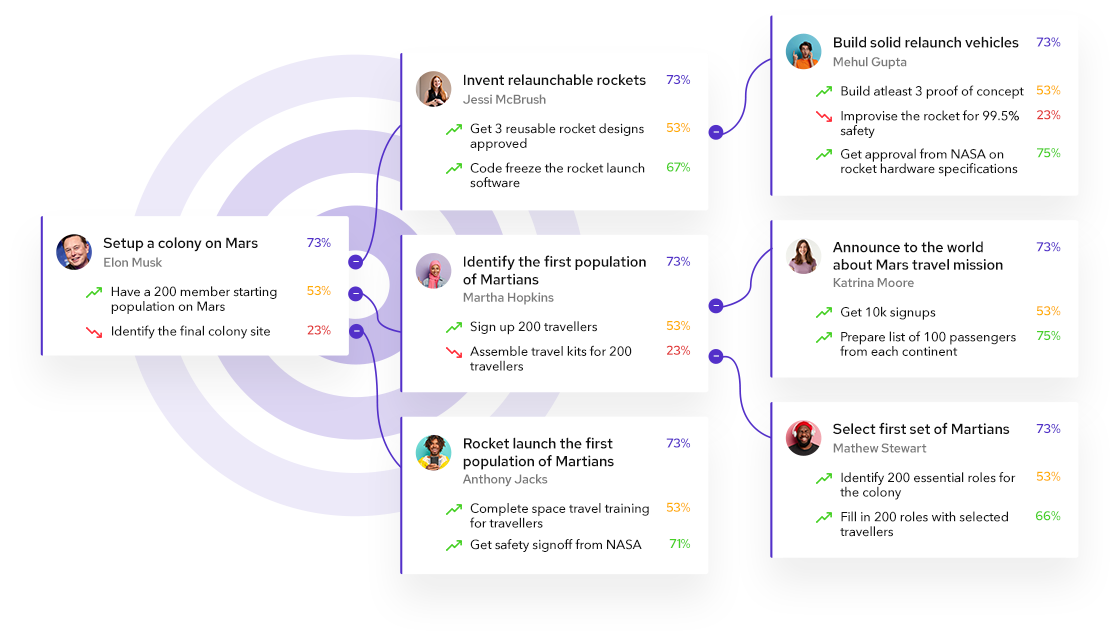 Setup a colony on Mars 73%
Elon Musk
Have a 200 member starting 53%
population on Mars
Identify the final colony site 23%
Invent relaunchable rockets 73%
Jessi McBrush
Get 3 reusable rocket designs 53%
approved
Code freeze the rocket launch 67%
software
Identify the first population 73%
of Martians
Martha Hopkins
Sign up 200 travellers 53%
Assemble travel kits for 200 23%
travellers
Rocket launch the first 73%
population of Martians
Anthony Jacks
Complete space travel training 53%
for travellers
Get safety signoff from NASA 71%
Build solid relaunch vehicles 73%
Mehul Gupta
Build atleast 3 proof of concept 53%
Improvise the rocket for 99.5% 23%
safety
Get approval from NASA on 75%
rocket hardware specifications
Announce to the world 73%
about Mars travel mission
Katrina Moore
Get 10k signups 53%
Prepare list of 100 passengers 75%
from each continent
Select first set of Martians 73%
Mathew Stewart
Identify 200 essential roles for 53%
the colony
Fill in 200 roles with selected 66%
travellers